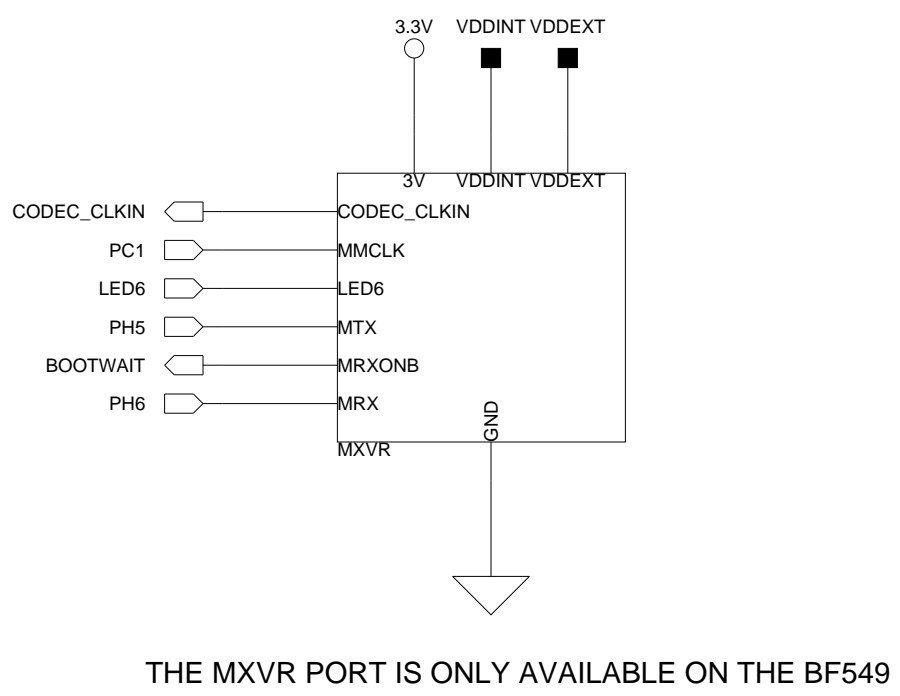 3.3V VDDINT VDDEXT
3V VDDINT VDDEXT
CODEC_CLKIN CODEC_CLKIN
PC1 MMCLK
LED6 LED6
PH5 MTX
BOOTWAIT MRXONB
PH6 MRX
GND
MXVR
THE MXVR PORT IS ONLY AVAILABLE ON THE BF549